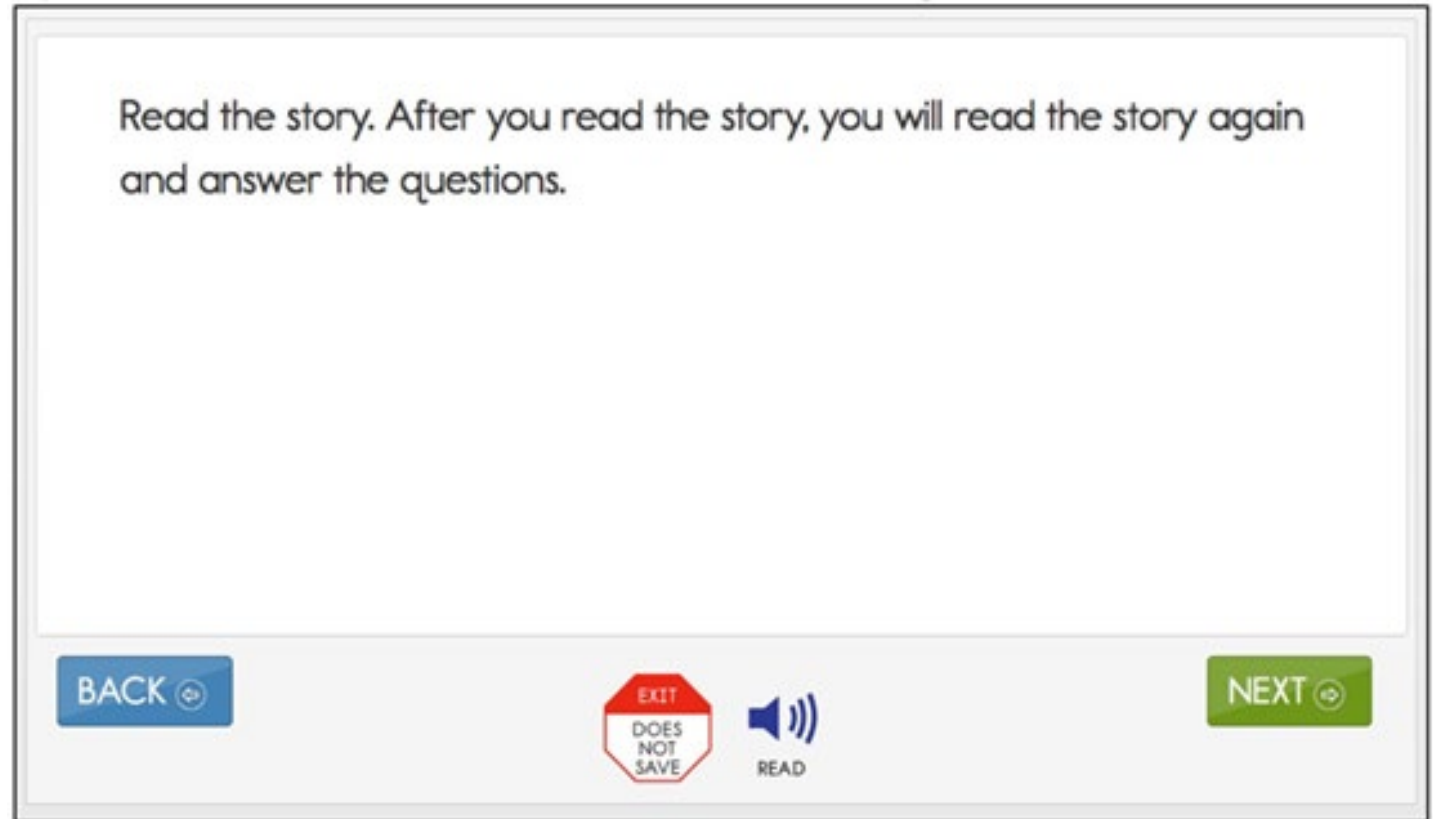 Read the story. After you read the story, you will read the story again
and answer the questions.
BACK
EXIT
DOES
NOT
SAVE
READ
NEXT